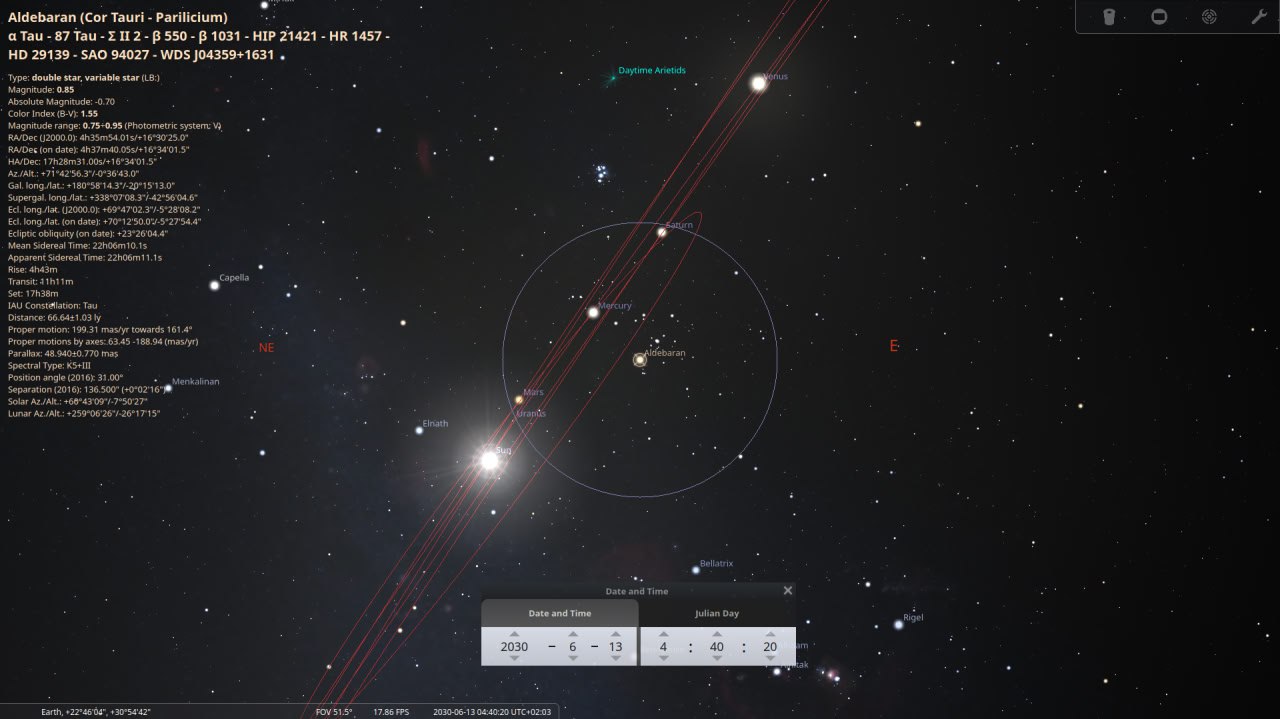 Aldebaran (Cor Tauri - Parilicium)
α Tau - 87 Tau - Σ II 2 - β 550 - β 1031 - HIP 21421 - HR 1457 -
HD 29139 - SAO 94027 - WDS J04359+1631
Type: double star, variable star (LB:)
Magnitude: 0.85
Absolute Magnitude: -0.70
Color Index (B-V): 1.55
Magnitude range: 0.75÷0.95 (Photometric system: V)
RA/Dec (J2000.0): 4h35m54.01s/+16°30'25.0"
RA/Dec (on date): 4h37m40.05s/+16°34'01.5"
HA/Dec: 17h28m31.00s/+16°34'01.5"
Az./Alt.: +71°42'56.3"/-0°36'43.0"
Gal. long./lat.: +180°58'14.3"/-20°15'13.0"
Supergal. long./lat.: +338°07'08.3"/-42°56'04.6"
Ecl. long./lat. (J2000.0): +69°47'02.3"/-5°28'08.2"
Ecl. long./lat. (on date): +70°12'50.0"/-5°27'54.4"
Ecliptic obliquity (on date): +23°26'04.4"
Mean Sidereal Time: 22h06m10.1s
Apparent Sidereal Time: 22h06m11.1s
Rise: 4h43m
Transit: 11h11m
Set: 17h38m
IAU Constellation: Tau
Distance: 66.64±1.03 ly
Proper motion: 199.31 mas/yr towards 161.4°
Proper motions by axes: 63.45 -188.94 (mas/yr)
Parallax: 48.940±0.770 mas
Spectral Type: K5+III
Position angle (2016): 31.00°
Separation (2016): 136.500" (+0°02'16")
Solar Az./Alt.: +60°43'09"/-7°50'27"
Lunar Az./Alt.: +259°06'26"/-26°17'15"
Daytime Arietids
Venus
Saturn
Capella
Mercury
NE
E
Aldebaran
Menkalinan
Mars
Uranus
Elnath
Sun
Bellatrix
Rigel
Date and Time
Date and Time
Julian Day
2030 - 6 - 13 4 : 40 : 20
Earth, +22°46'04", +30°54'42"
FOV 51.5°
17.86 FPS
2030-06-13 04:40:20 UTC+02:03